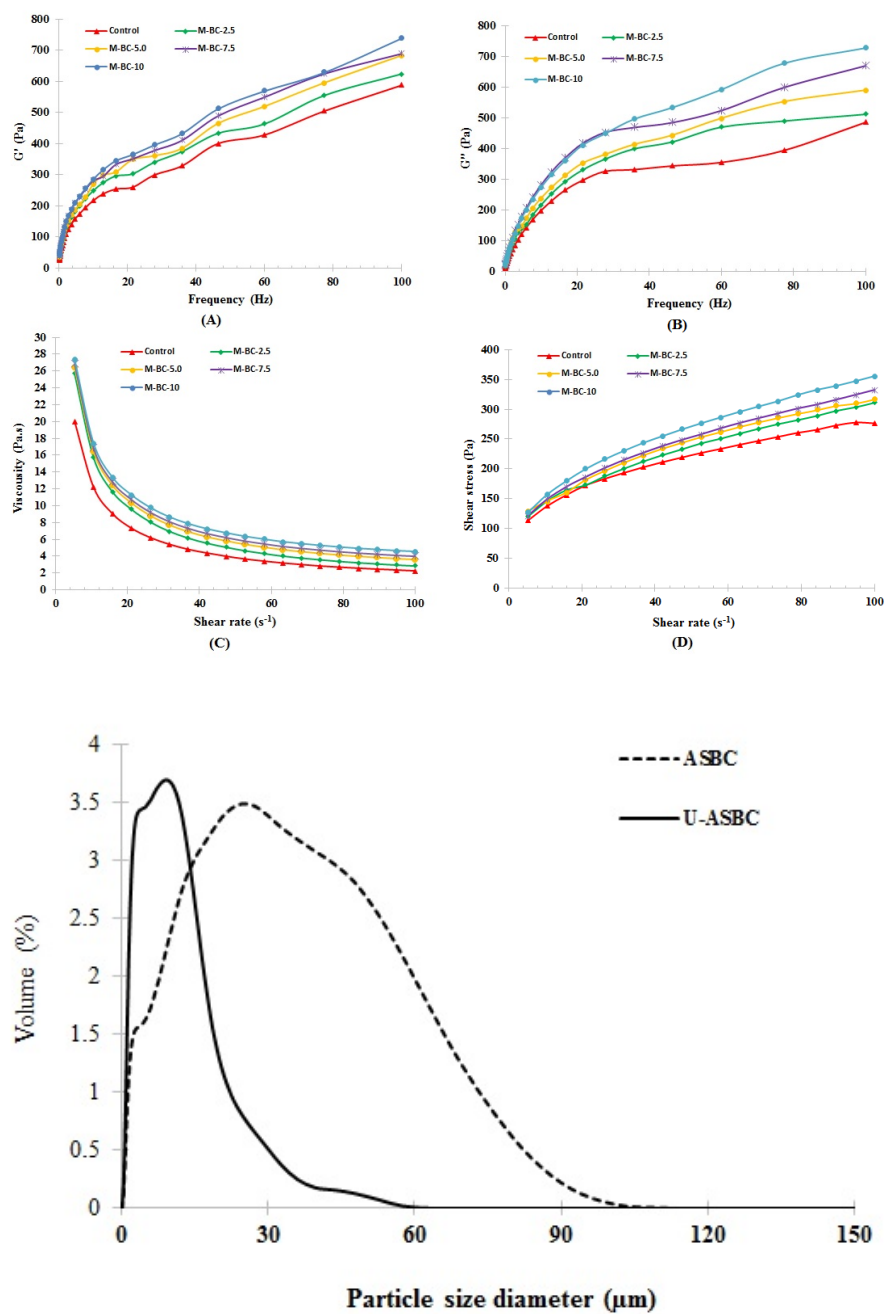 Control
M-BC-2.5
M-BC-5.0
M-BC-7.5
M-BC-10
G' (Pa)
800
700
600
500
400
300
200
100
0
0 20 40 60 80 100
Frequency (Hz)
(A)
Control
M-BC-2.5
M-BC-5.0
M-BC-7.5
M-BC-10
G'' (Pa)
800
700
600
500
400
300
200
100
0
0 20 40 60 80 100
Frequency (Hz)
(B)
Control
M-BC-2.5
M-BC-5.0
M-BC-7.5
M-BC-10
Viscousity (Pa.s)
30
28
26
24
22
20
18
16
14
12
10
8
6
4
2
0
0 20 40 60 80 100
Shear rate (s⁻¹)
(C)
Control
M-BC-2.5
M-BC-5.0
M-BC-7.5
M-BC-10
Shear stress (Pa)
400
350
300
250
200
150
100
50
0
0 20 40 60 80 100
Shear rate (s⁻¹)
(D)
ASBC
U-ASBC
Volume (%)
4
3.5
3
2.5
2
1.5
1
0.5
0
0 30 60 90 120 150
Particle size diameter (µm)